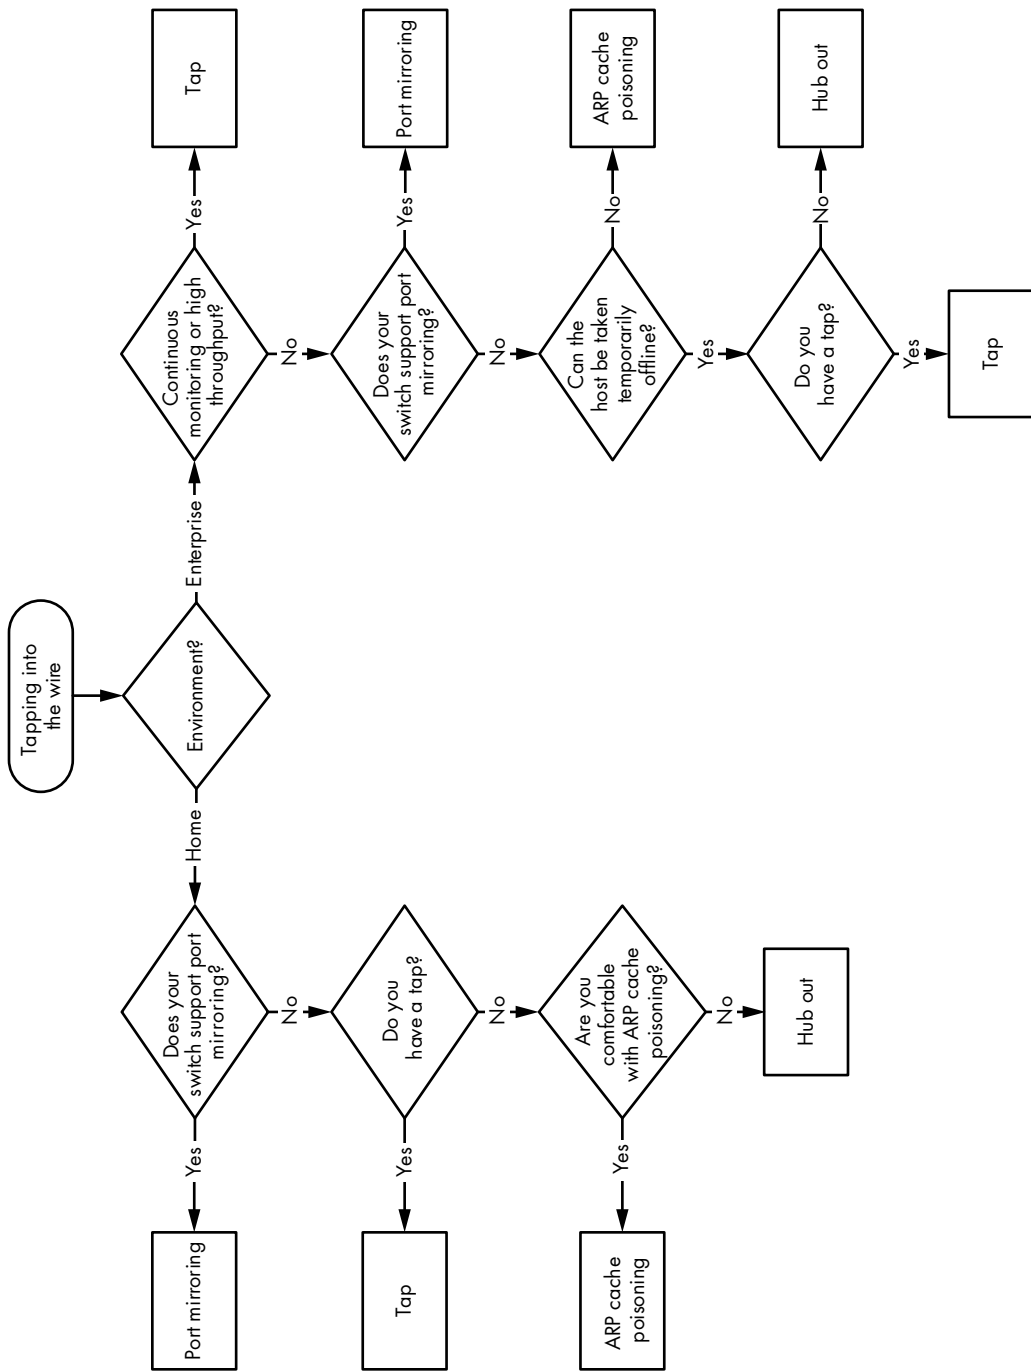 Tapping into
the wire
Environment?
Home
Enterprise
Does your
switch support port
mirroring?
Yes
Port mirroring
No
Do you
have a tap?
Yes
Tap
No
Are you
comfortable
with ARP cache
poisoning?
Yes
ARP cache
poisoning
No
Hub out
Continuous
monitoring or high
throughput?
Yes
Tap
No
Does your
switch support port
mirroring?
Yes
Port mirroring
No
Can the
host be taken
temporarily
offline?
No
ARP cache
poisoning
Yes
Do you
have a tap?
No
Hub out
Yes
Tap